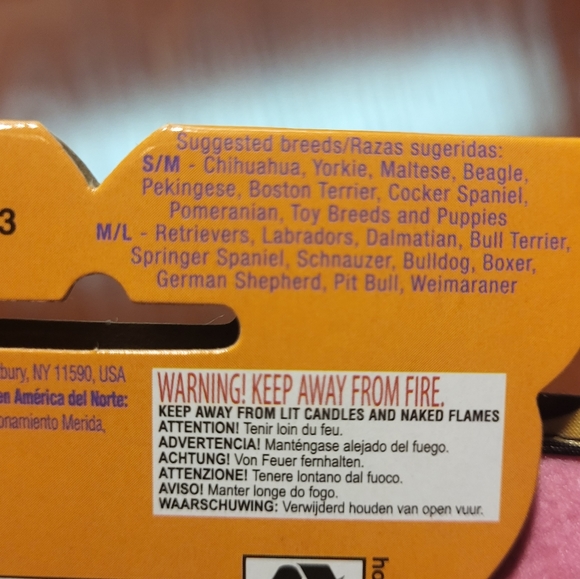 Suggested breeds/Razas sugeridas:
S/M - Chihuahua, Yorkie, Maltese, Beagle,
Pekingese, Boston Terrier, Cocker Spaniel,
Pomeranian, Toy Breeds and Puppies
M/L - Retrievers, Labradors, Dalmatian, Bull Terrier,
Springer Spaniel, Schnauzer, Bulldog, Boxer,
German Shepherd, Pit Bull, Weimaraner
3
bury, NY 11590, USA
en América del Norte:
onamiento Merida,
WARNING! KEEP AWAY FROM FIRE.
KEEP AWAY FROM LIT CANDLES AND NAKED FLAMES
ATTENTION! Tenir loin du feu.
ADVERTENCIA! Manténgase alejado del fuego.
ACHTUNG! Von Feuer fernhalten.
ATTENZIONE! Tenere lontano dal fuoco.
AVISO! Manter longe do fogo.
WAARSCHUWING: Verwijderd houden van open vuur.